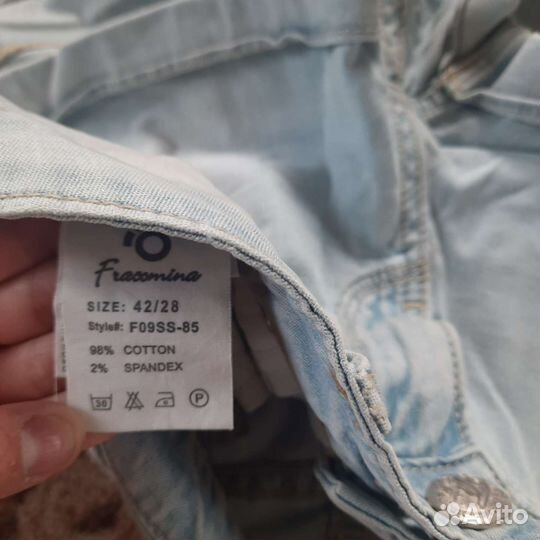 Fracomina
SIZE: 42/28
Style#: F09SS-85
98% COTTON
2% SPANDEX
30
P
Avito